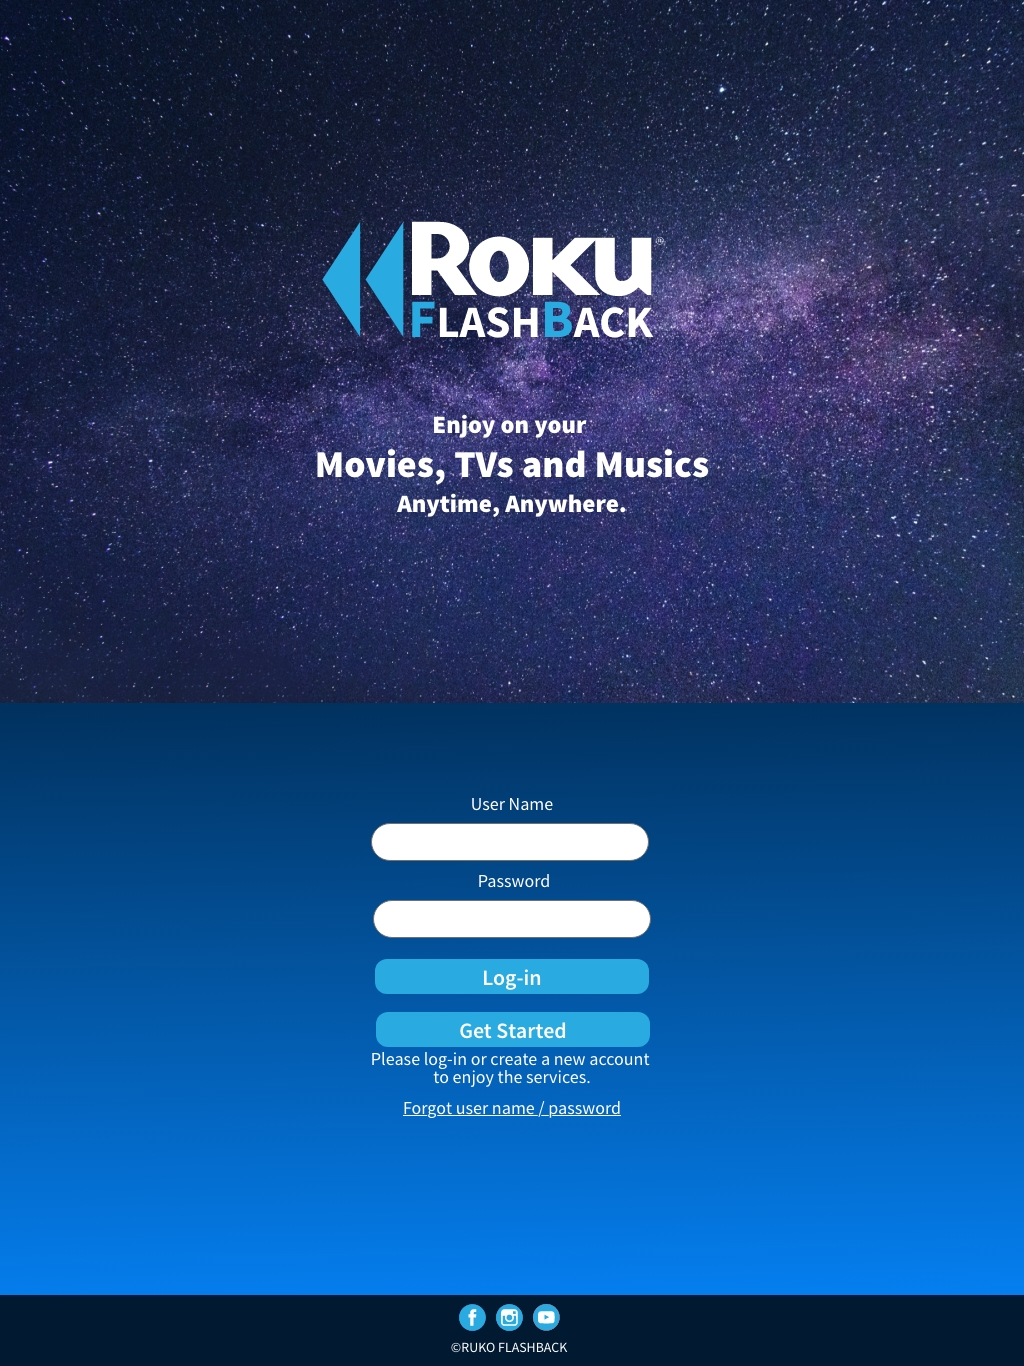 Roku®
FLASHBACK
Enjoy on your
Movies, TVs and Musics
Anytime, Anywhere.
User Name
Password
Log-in
Get Started
Please log-in or create a new account
to enjoy the services.
Forgot user name / password
©RUKO FLASHBACK